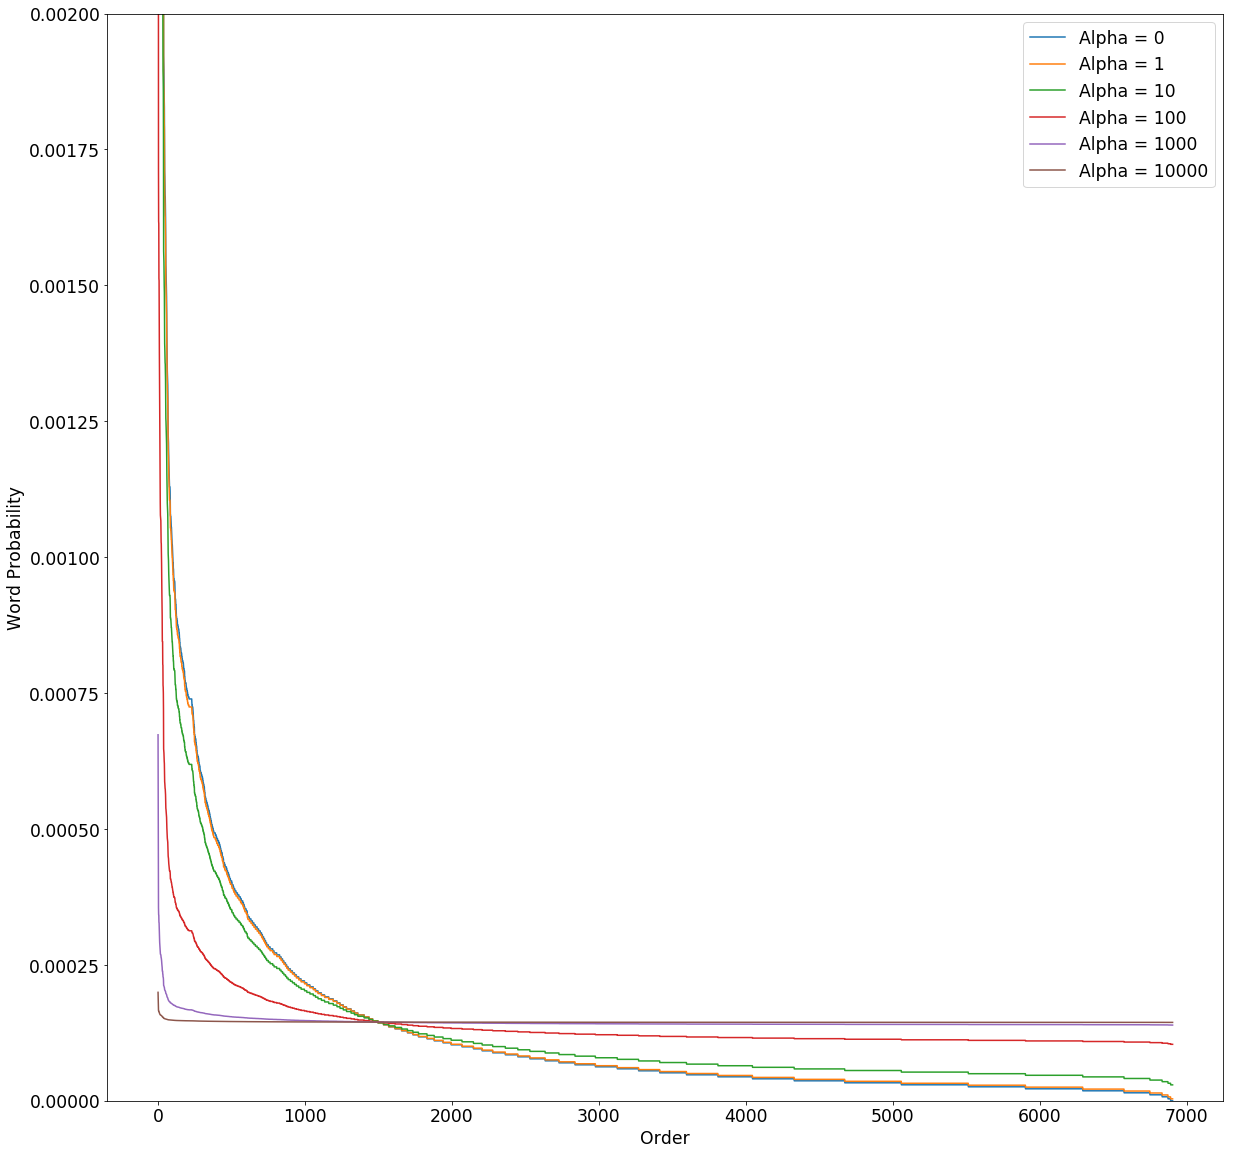 0.00200
0.00175
0.00150
0.00125
0.00100
0.00075
0.00050
0.00025
0.00000
Word Probability
0 1000 2000 3000 4000 5000 6000 7000
Order
Alpha = 0
Alpha = 1
Alpha = 10
Alpha = 100
Alpha = 1000
Alpha = 10000